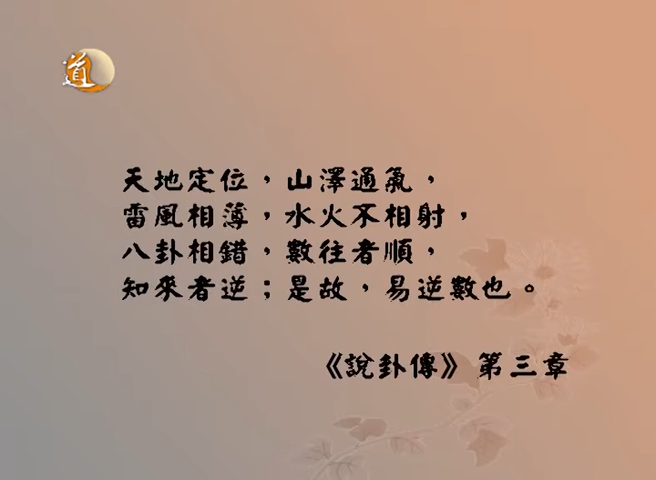 道
天地定位，山澤通氣，
雷風相薄，水火不相射，
八卦相錯，數往者順，
知來者逆；是故，易逆數也。
《說卦傳》第三章